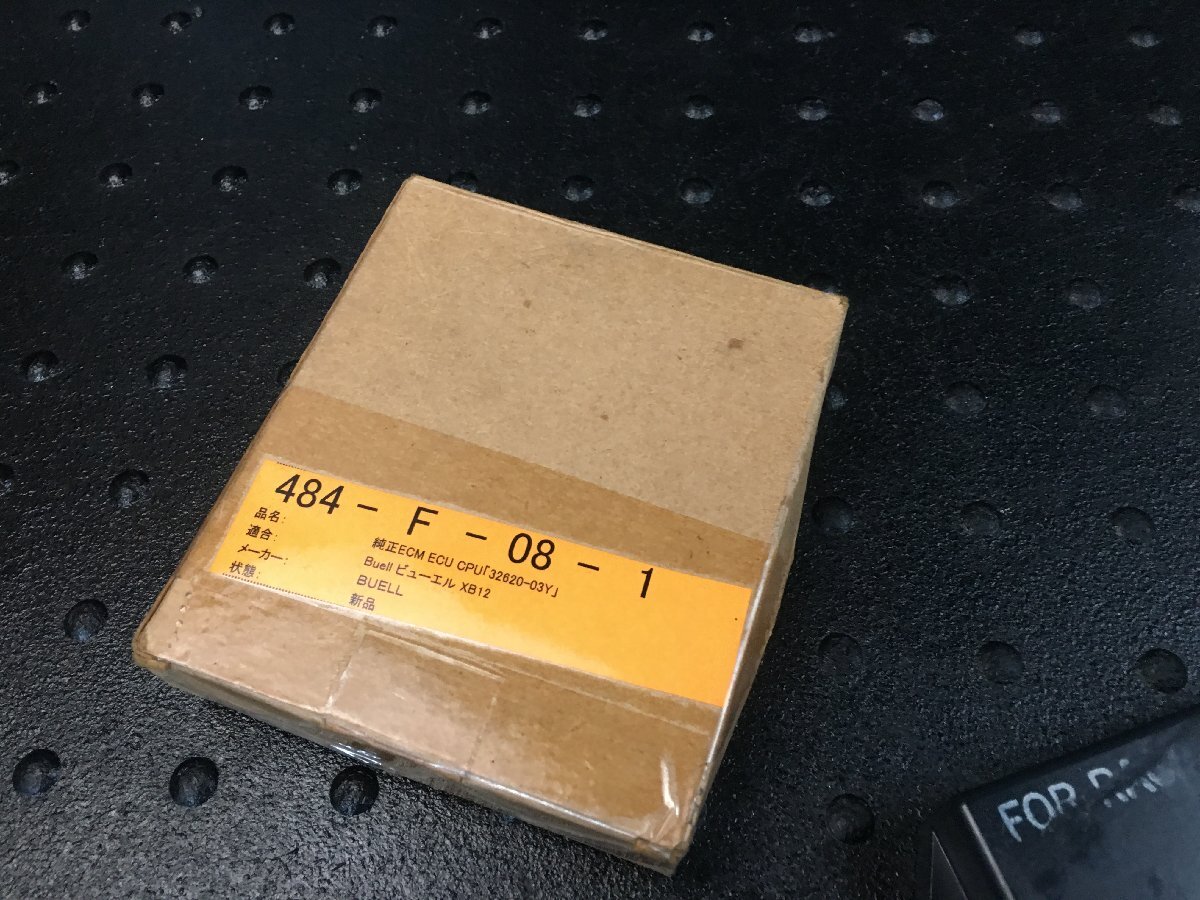 484 - F - 08 - 1
品名: 純正ECM ECU CPU「32620-03Y」
適合: Buell ビューエル XB12
メーカー: BUELL
状態: 新品
FOR